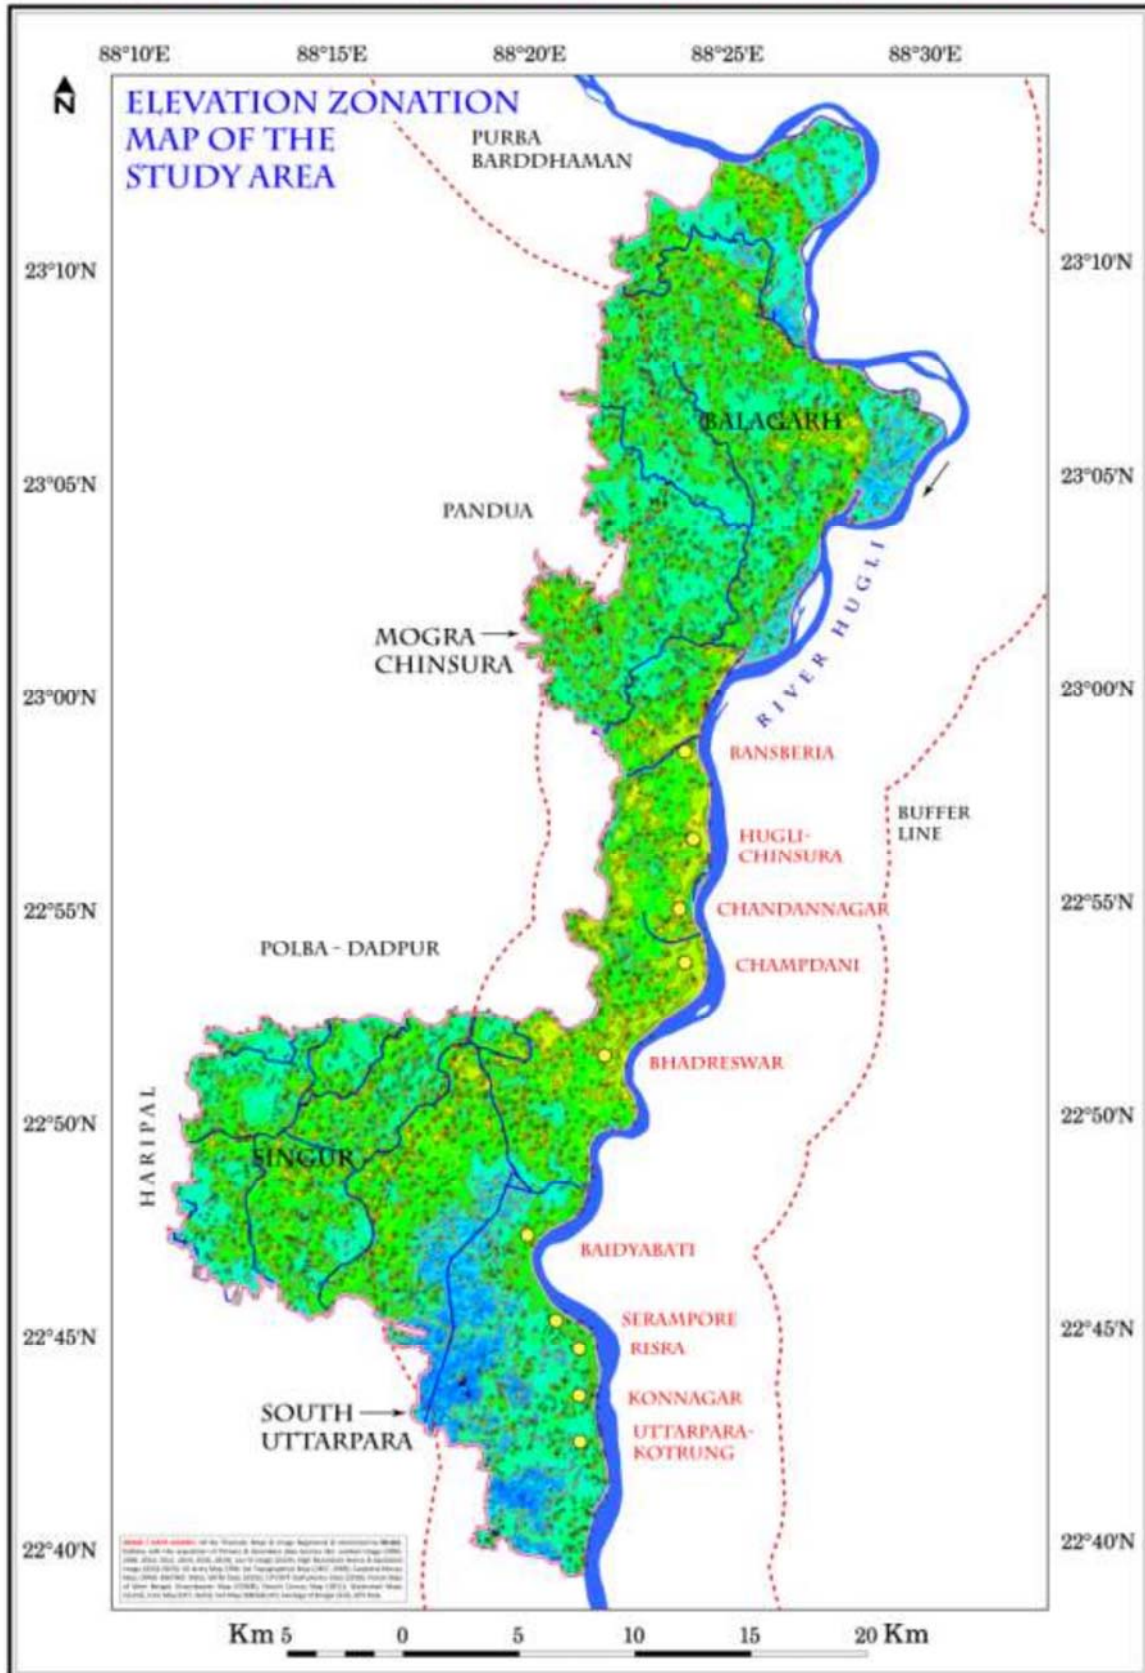 88°10'E 88°15'E 88°20'E 88°25'E 88°30'E
N
ELEVATION ZONATION
MAP OF THE
STUDY AREA
PURBA
BARDDHAMAN
23°10'N 23°10'N
BALAGARH
23°05'N 23°05'N
PANDUA
RIVER HUGLI
MOGRA
CHINSURA
23°00'N 23°00'N
BANSBERIA
BUFFER
LINE
HUGLI-
CHINSURA
22°55'N 22°55'N
CHANDANNAGAR
POLBA - DADPUR
CHAMPDANI
BHADRESWAR
22°50'N 22°50'N
HARIPAL
SINGUR
BAIDYABATI
SERAMPORE
22°45'N 22°45'N
RISRA
KONNAGAR
SOUTH
UTTARPARA
UTTARPARA-
KOTRUNG
22°40'N 22°40'N
Km 5 0 5 10 15 20 Km